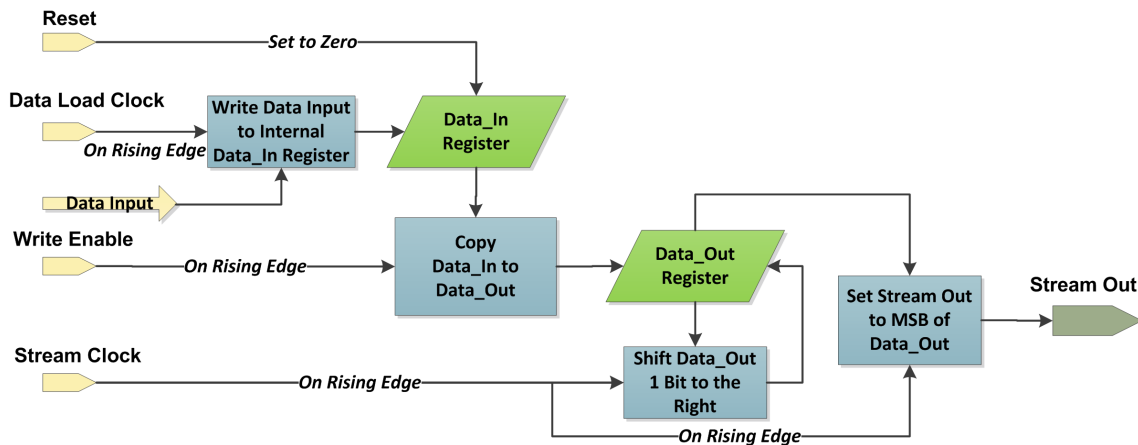 Reset
Set to Zero
Data Load Clock
On Rising Edge
Write Data Input
to Internal
Data_In Register
Data_In
Register
Data Input
Write Enable
On Rising Edge
Copy
Data_In to
Data_Out
Data_Out
Register
Set Stream Out
to MSB of
Data_Out
Stream Out
Stream Clock
On Rising Edge
Shift Data_Out
1 Bit to the
Right
On Rising Edge